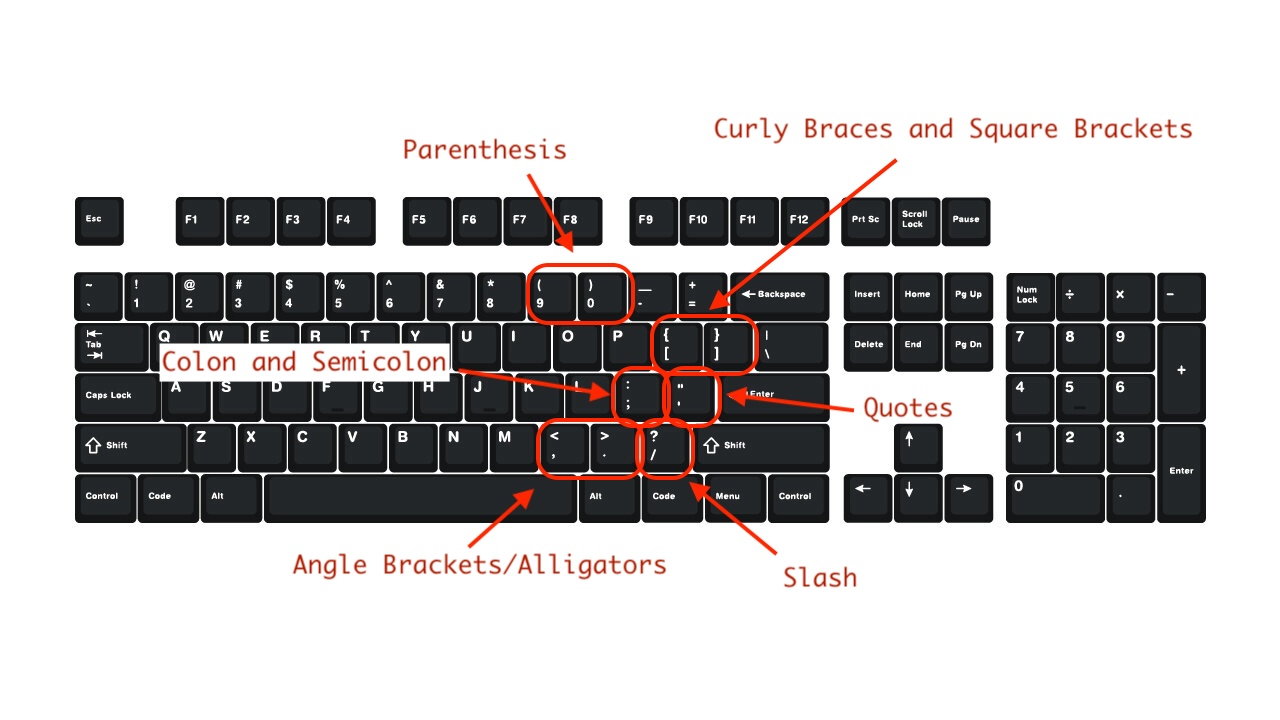 Curly Braces and Square Brackets
Parenthesis
Esc F1 F2 F3 F4 F5 F6 F7 F8 F9 F10 F11 F12 Prt Sc Scroll Lock Pause
~ ! @ # $ % ^ & * ( ) — +
` 1 2 3 4 5 6 7 8 9 0 - = ← Backspace Insert Home Pg Up Num Lock ÷ x −
Tab Q W E R T Y U I O P { } |
[ ] \ Delete End Pg Dn 7 8 9 +
Colon and Semicolon
Caps Lock A S D F G H J K L : "
; ' Enter 4 5 6
Quotes
Shift Z X C V B N M < > ?
, . / Shift ↑ 1 2 3 Enter
Control Code Alt Alt Code Menu Control ← ↓ → 0 .
Angle Brackets/Alligators
Slash